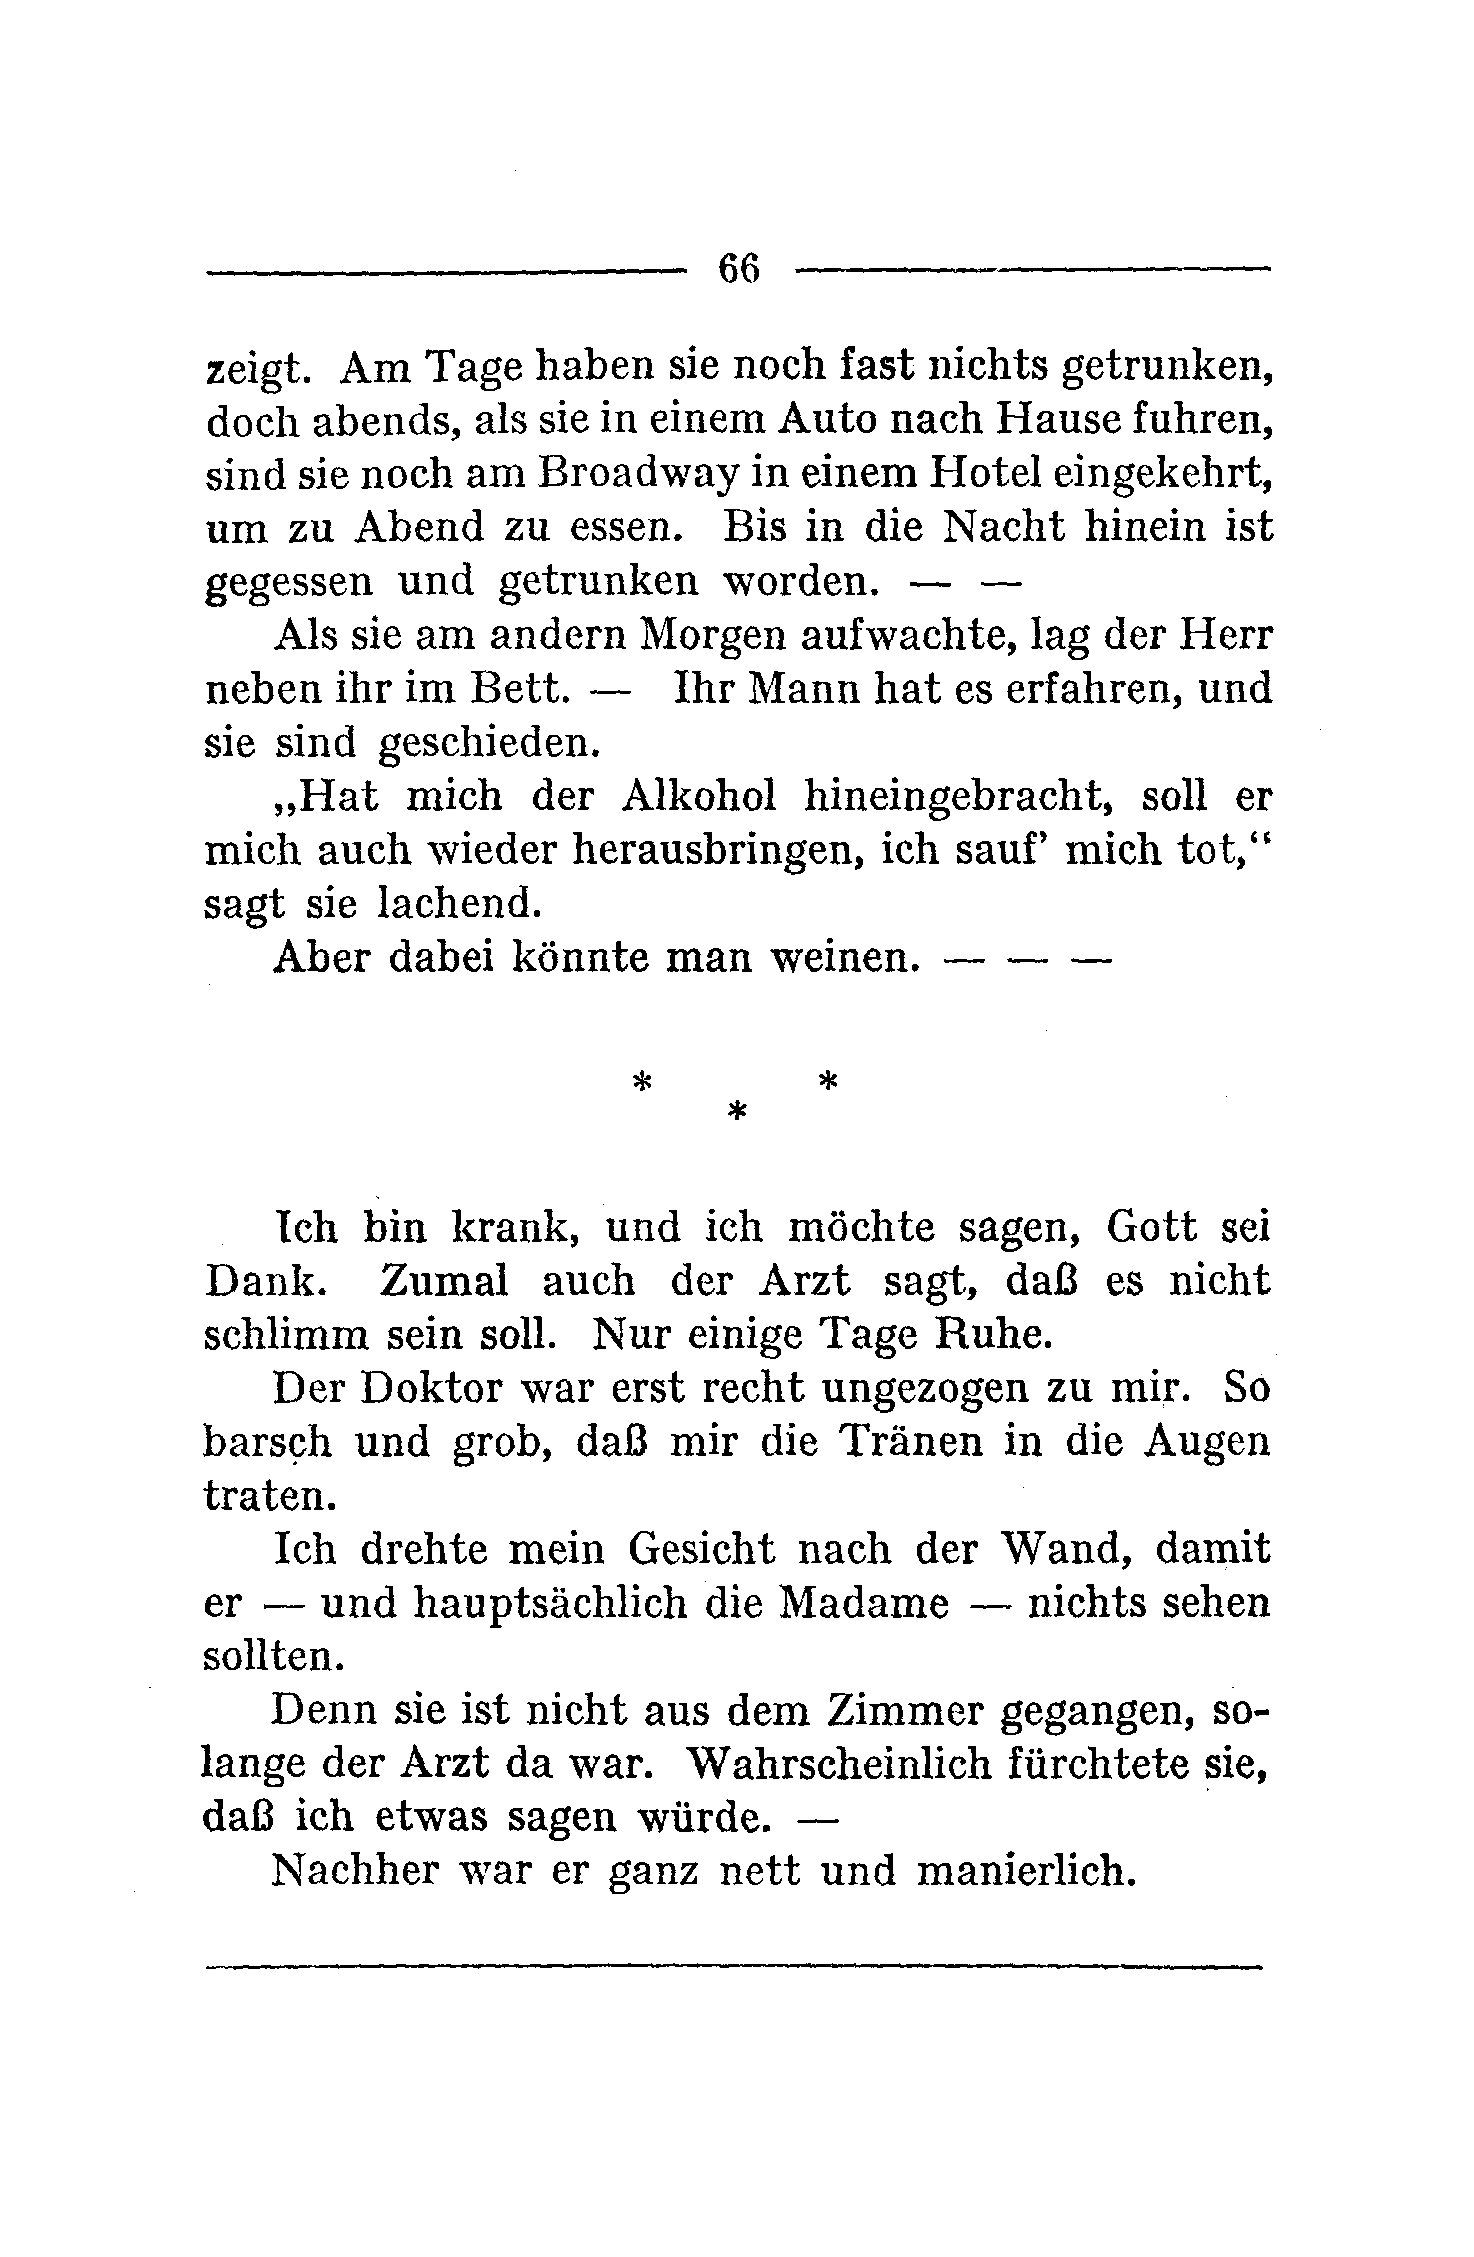 66
zeigt. Am Tage haben sie noch fast nichts getrunken,
doch abends, als sie in einem Auto nach Hause fuhren,
sind sie noch am Broadway in einem Hotel eingekehrt,
um zu Abend zu essen. Bis in die Nacht hinein ist
gegessen und getrunken worden. — —
Als sie am andern Morgen aufwachte, lag der Herr
neben ihr im Bett. — Ihr Mann hat es erfahren, und
sie sind geschieden.
„Hat mich der Alkohol hineingebracht, soll er
mich auch wieder herausbringen, ich sauf’ mich tot,“
sagt sie lachend.
Aber dabei könnte man weinen. — — —
* *
*
Ich bin krank, und ich möchte sagen, Gott sei
Dank. Zumal auch der Arzt sagt, daß es nicht
schlimm sein soll. Nur einige Tage Ruhe.
Der Doktor war erst recht ungezogen zu mir. So
barsch und grob, daß mir die Tränen in die Augen
traten.
Ich drehte mein Gesicht nach der Wand, damit
er — und hauptsächlich die Madame — nichts sehen
sollten.
Denn sie ist nicht aus dem Zimmer gegangen, so-
lange der Arzt da war. Wahrscheinlich fürchtete sie,
daß ich etwas sagen würde. —
Nachher war er ganz nett und manierlich.